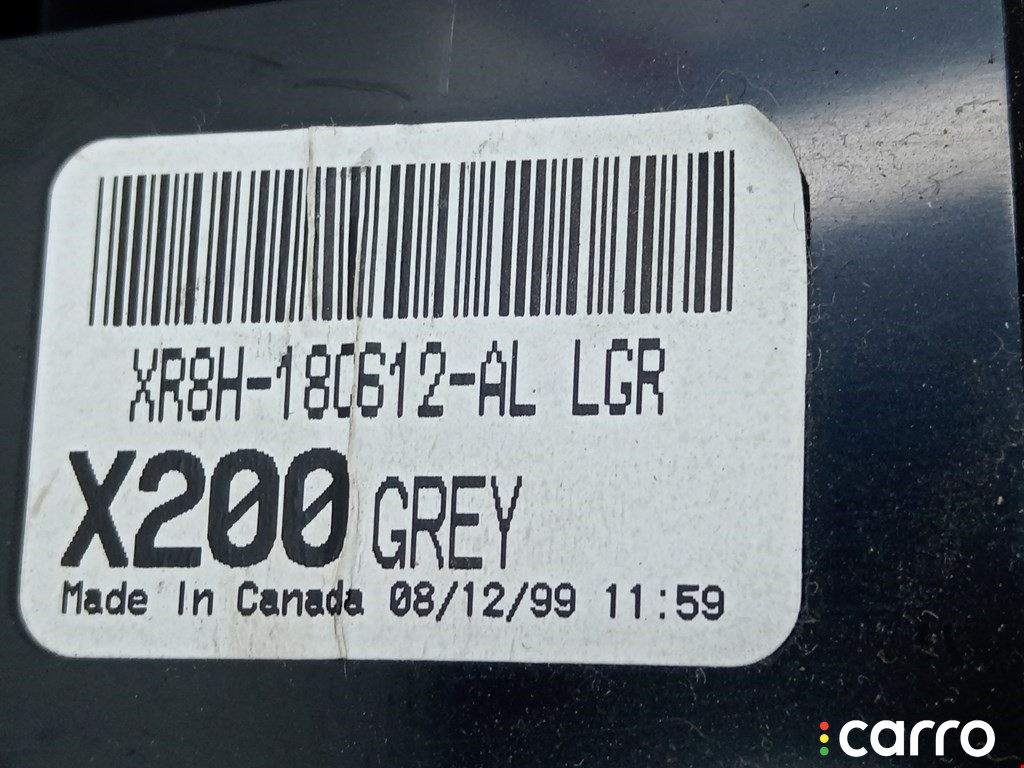 XR8H-18C612-AL LGR
X200 GREY
Made In Canada 08/12/99 11:59
carro